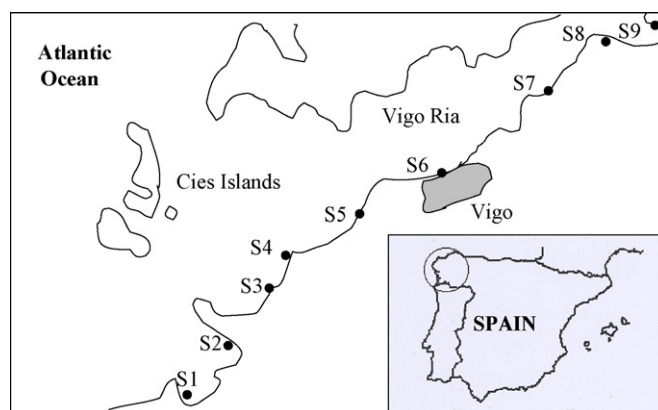 S9
S8
Atlantic
Ocean
S7
Vigo Ria
S6
Cies Islands
Vigo
S5
S4
S3
SPAIN
S2
S1